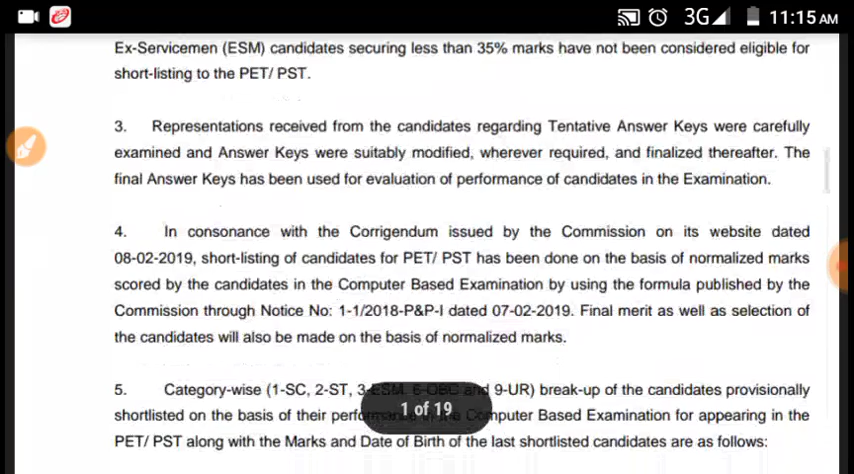 3G 11:15 AM
Ex-Servicemen (ESM) candidates securing less than 35% marks have not been considered eligible for
short-listing to the PET/ PST.
3. Representations received from the candidates regarding Tentative Answer Keys were carefully
examined and Answer Keys were suitably modified, wherever required, and finalized thereafter. The
final Answer Keys has been used for evaluation of performance of candidates in the Examination.
4. In consonance with the Corrigendum issued by the Commission on its website dated
08-02-2019, short-listing of candidates for PET/ PST has been done on the basis of normalized marks
scored by the candidates in the Computer Based Examination by using the formula published by the
Commission through Notice No: 1-1/2018-P&P-I dated 07-02-2019. Final merit as well as selection of
the candidates will also be made on the basis of normalized marks.
5. Category-wise (1-SC, 2-ST, 3-ESM, 6-OBC and 9-UR) break-up of the candidates provisionally
shortlisted on the basis of their Computer Based Examination for appearing in the
1 of 19
PET/ PST along with the Marks and Date of Birth of the last shortlisted candidates are as follows: